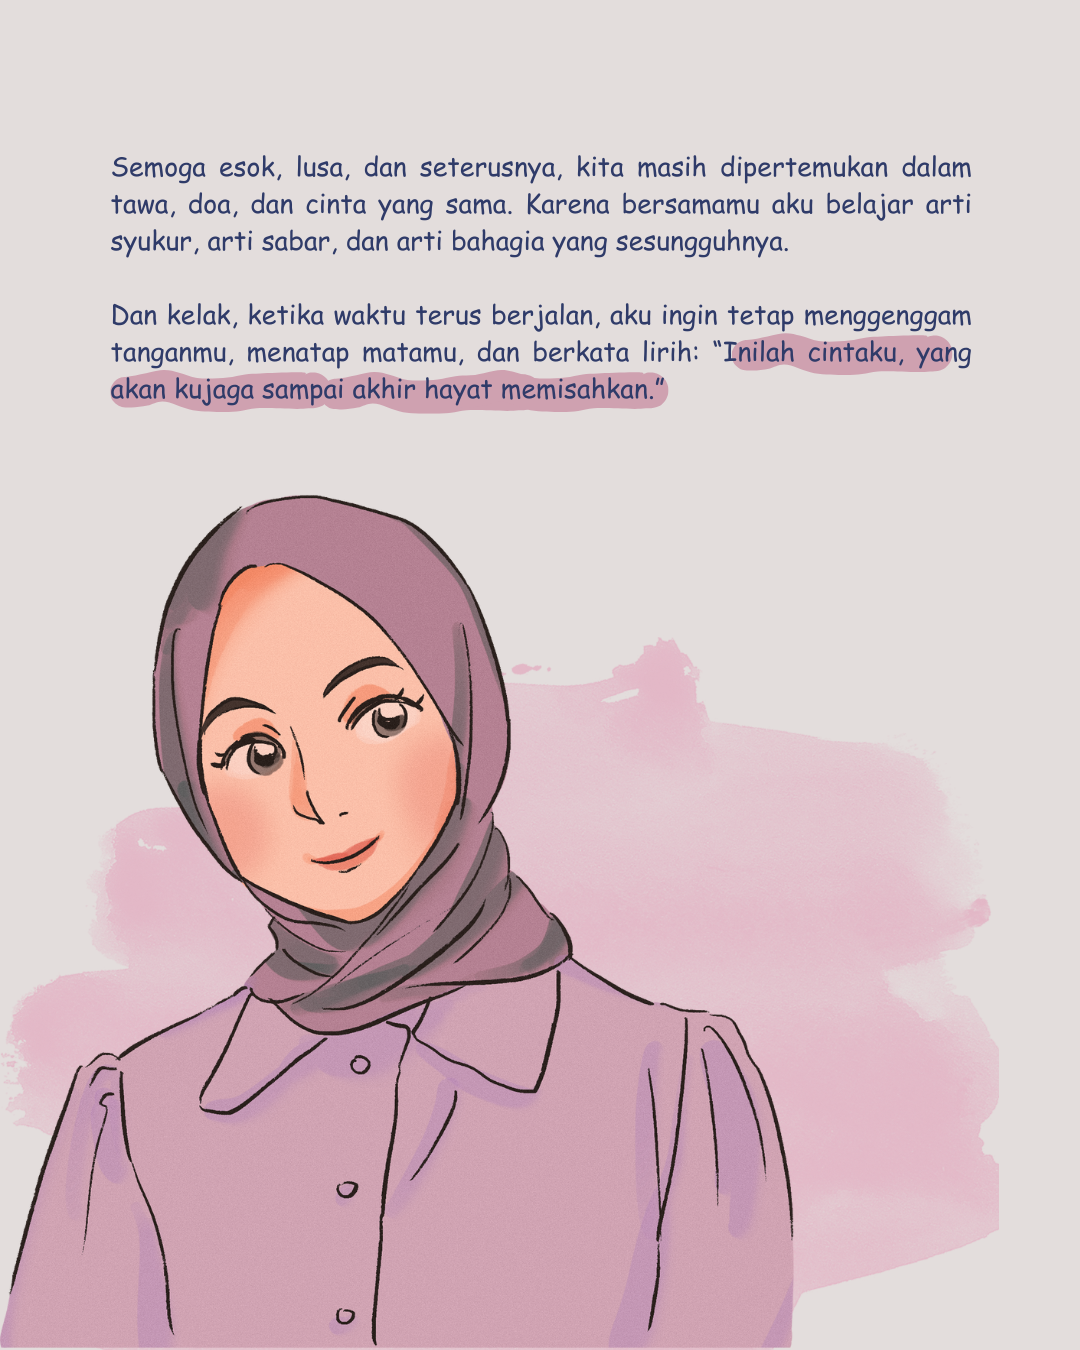 Semoga esok, lusa, dan seterusnya, kita masih dipertemukan dalam
tawa, doa, dan cinta yang sama. Karena bersamamu aku belajar arti
syukur, arti sabar, dan arti bahagia yang sesungguhnya.
Dan kelak, ketika waktu terus berjalan, aku ingin tetap menggenggam
tanganmu, menatap matamu, dan berkata lirih: “Inilah cintaku, yang
akan kujaga sampai akhir hayat memisahkan.”